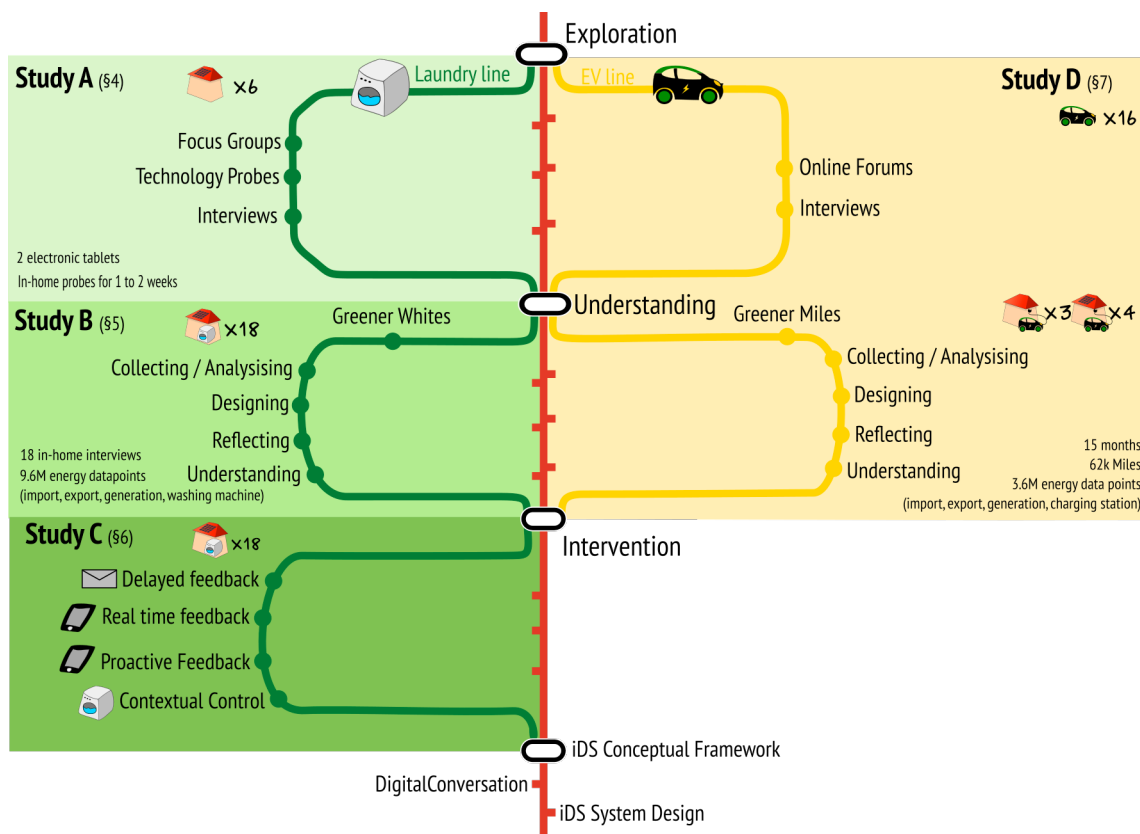 Exploration
Study A (§4)
×6
Laundry line
EV line
Study D (§7)
×16
Focus Groups
Technology Probes
Interviews
Online Forums
Interviews
2 electronic tablets
In-home probes for 1 to 2 weeks
Understanding
Study B (§5)
×18
Greener Whites
Greener Miles
×3
×4
Collecting / Analysising
Designing
Reflecting
Understanding
18 in-home interviews
9.6M energy datapoints
(import, export, generation, washing machine)
Collecting / Analysising
Designing
Reflecting
Understanding
15 months
62k Miles
3.6M energy data points
(import, export, generation, charging station)
Intervention
Study C (§6)
×18
Delayed feedback
Real time feedback
Proactive Feedback
Contextual Control
iDS Conceptual Framework
DigitalConversation
iDS System Design